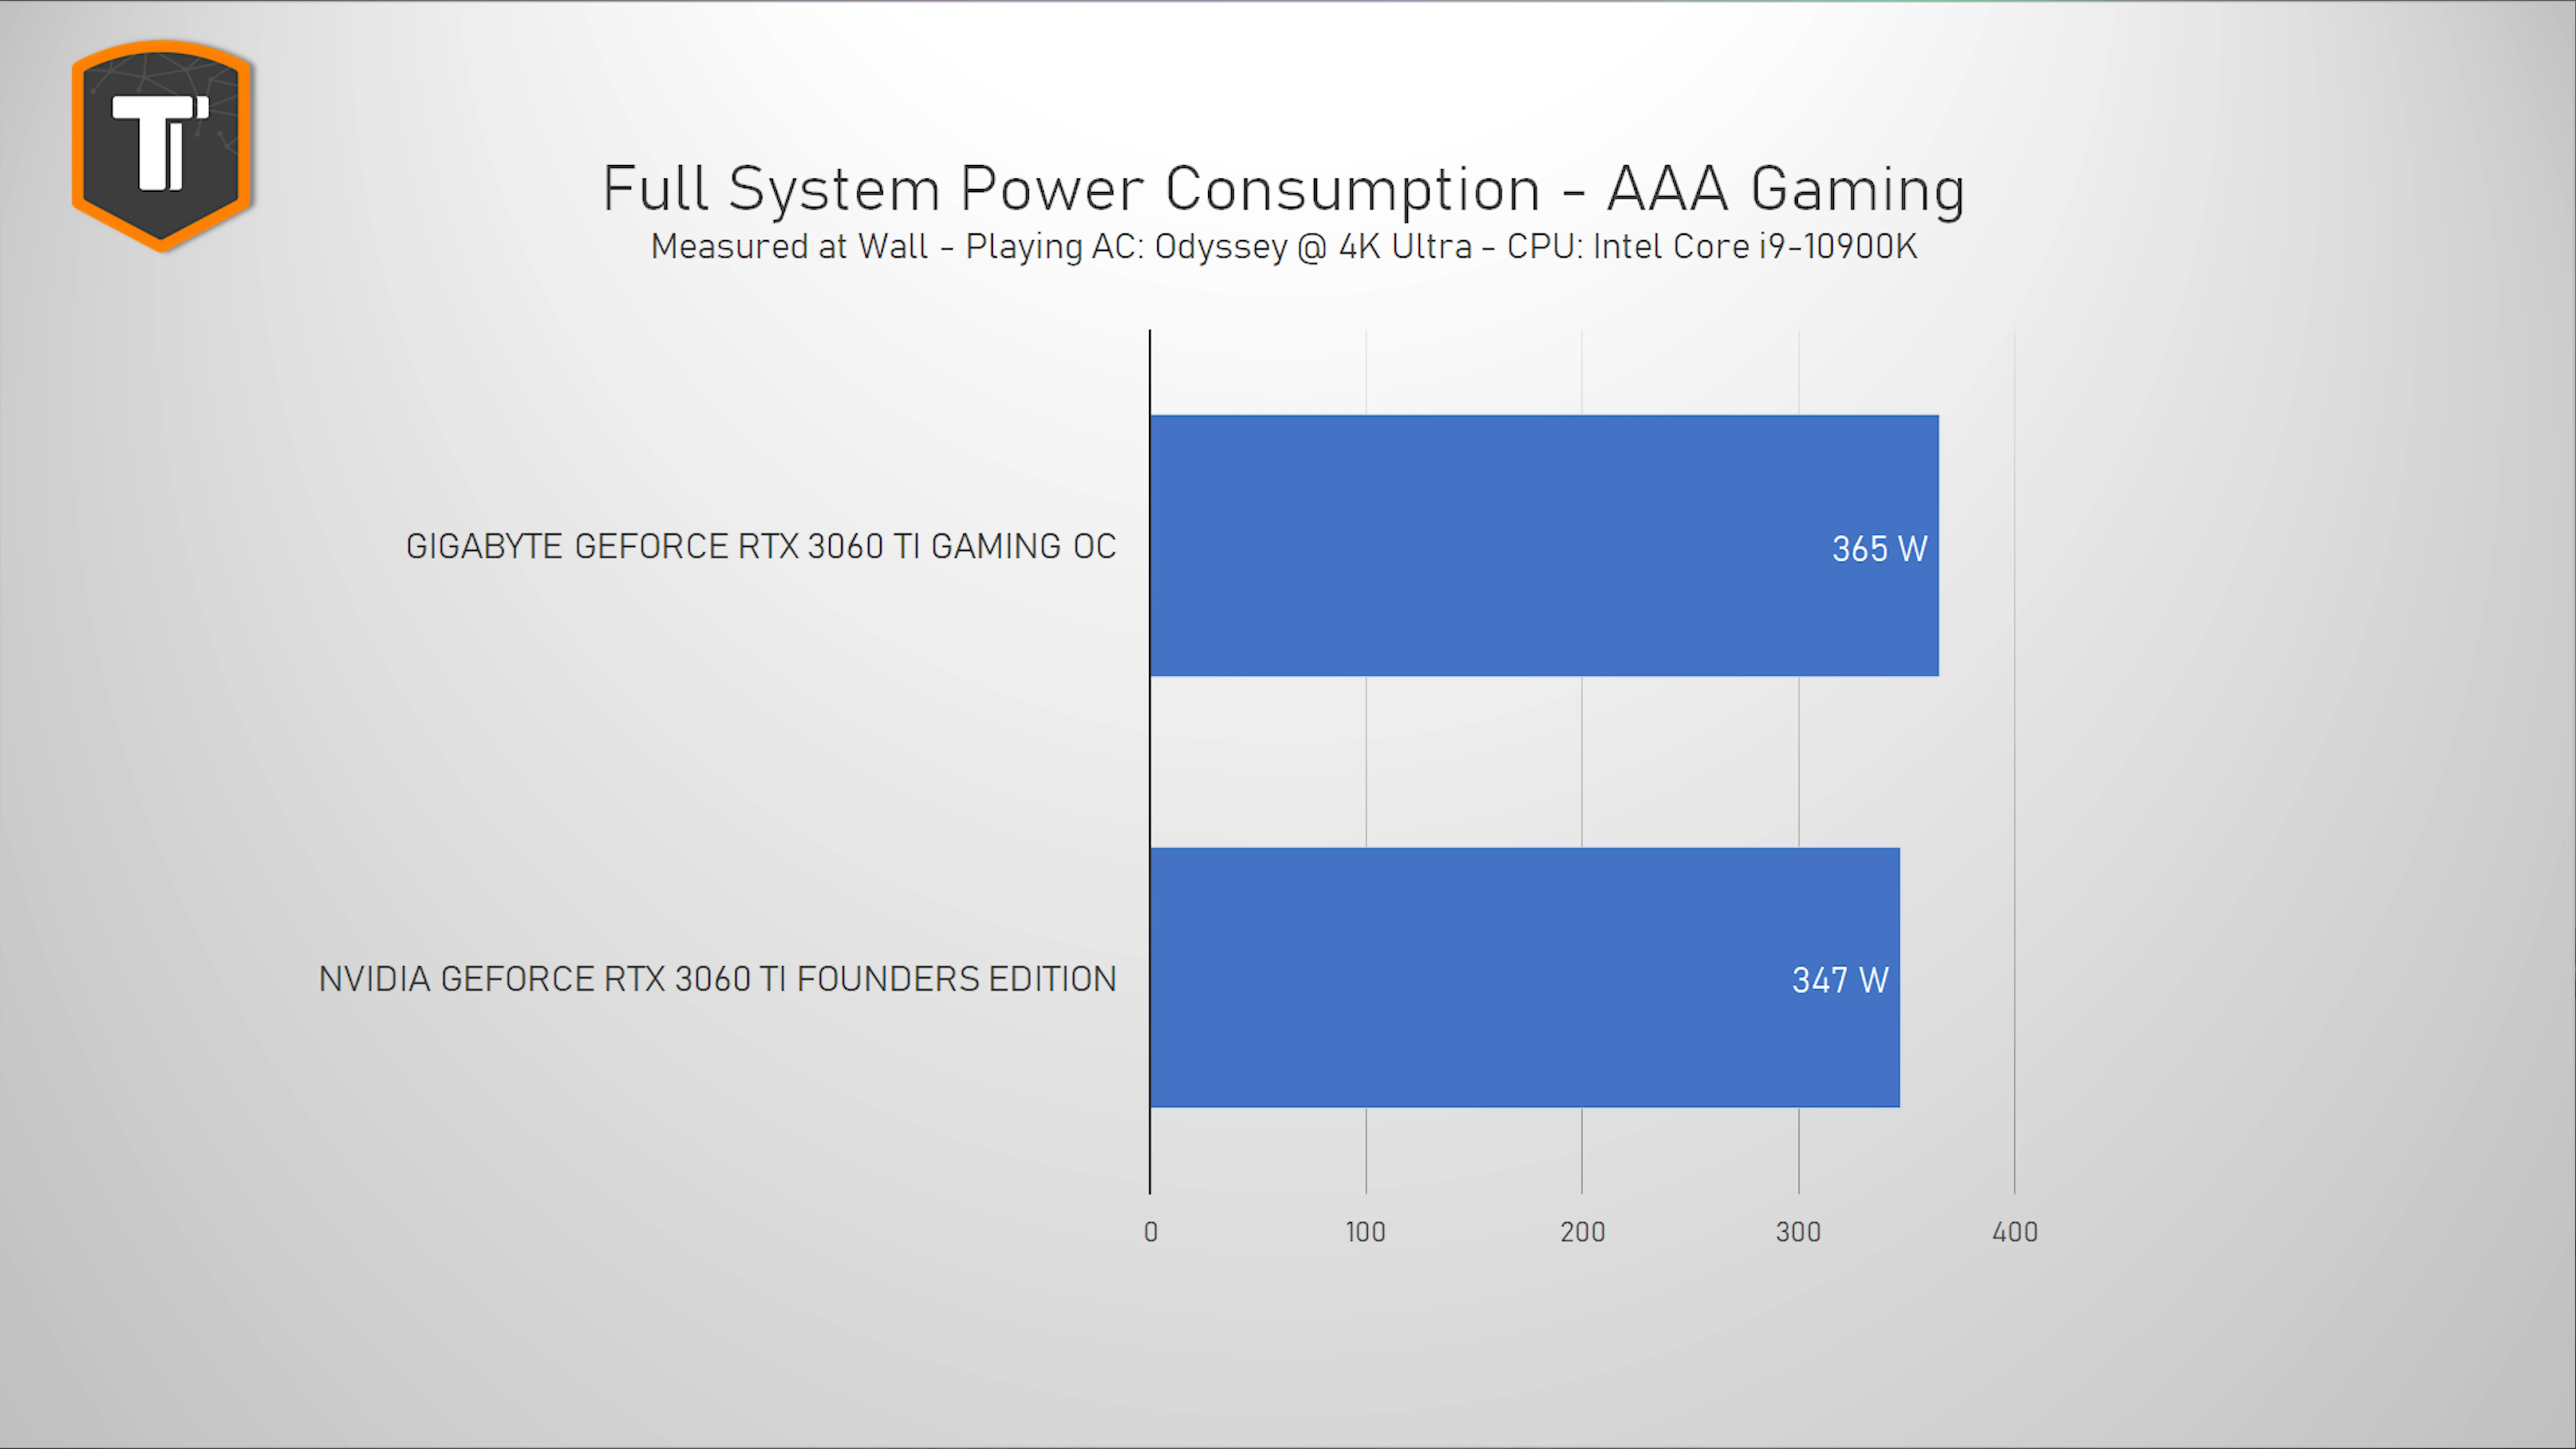 Ti
Full System Power Consumption - AAA Gaming
Measured at Wall - Playing AC: Odyssey @ 4K Ultra - CPU: Intel Core i9-10900K
GIGABYTE GEFORCE RTX 3060 TI GAMING OC
365 W
NVIDIA GEFORCE RTX 3060 TI FOUNDERS EDITION
347 W
0 100 200 300 400